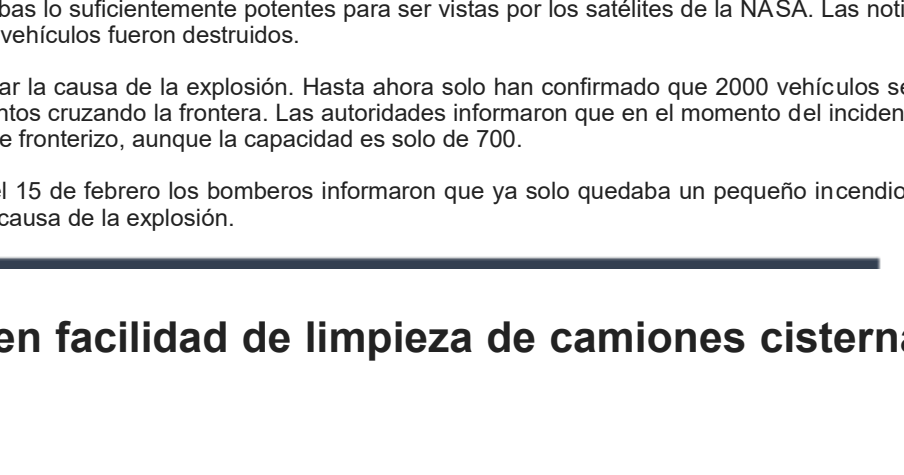 bas lo suficientemente potentes para ser vistas por los satélites de la NASA. Las noti
vehículos fueron destruidos.
ar la causa de la explosión. Hasta ahora solo han confirmado que 2000 vehículos se
ntos cruzando la frontera. Las autoridades informaron que en el momento del inciden
e fronterizo, aunque la capacidad es solo de 700.
el 15 de febrero los bomberos informaron que ya solo quedaba un pequeño incendio
causa de la explosión.
en facilidad de limpieza de camiones cisterna